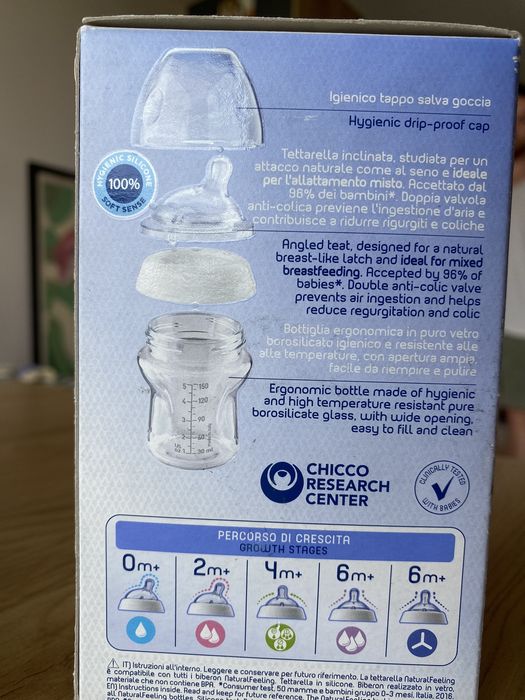 Igienico tappo salva goccia
Hygienic drip-proof cap
HYGIENIC SILICONE
100%
SOFT SENSE
Tettarella inclinata, studiata per un
attacco naturale come al seno e ideale
per l'allattamento misto. Accettato dal
96% dei bambini*. Doppia valvola
anti-colica previene l'ingestione d'aria e
contribuisce a ridurre rigurgiti e coliche
Angled teat, designed for a natural
breast-like latch and ideal for mixed
breastfeeding. Accepted by 96% of
babies*. Double anti-colic valve
prevents air ingestion and helps
reduce regurgitation and colic
Bottiglia ergonomica in puro vetro
borosilicato igienico e resistente alle
alte temperature, con apertura ampia,
facile da riempire e pulire
Ergonomic bottle made of hygienic
and high temperature resistant pure
borosilicate glass, with wide opening,
easy to fill and clean
5 150
4 120
3 90
2 60
1 30 ml
CHICCO
RESEARCH
CENTER
CLINICALLY TESTED
WITH BABIES
PERCORSO DI CRESCITA
GROWTH STAGES
0m+ 2m+ 4m+ 6m+ 6m+
IT) Istruzioni all'interno. Leggere e conservare per futuro riferimento. La tettarella NaturalFeeling
è compatibile con tutti i biberon NaturalFeeling. Tettarella in silicone. Biberon realizzato in vetro,
materiale che non contiene BPA. *Consumer test, 50 mamme e bambini gruppo 0-3 mesi, Italia, 2018.
EN) Instructions inside. Read and keep for future reference. The NaturalFeeling